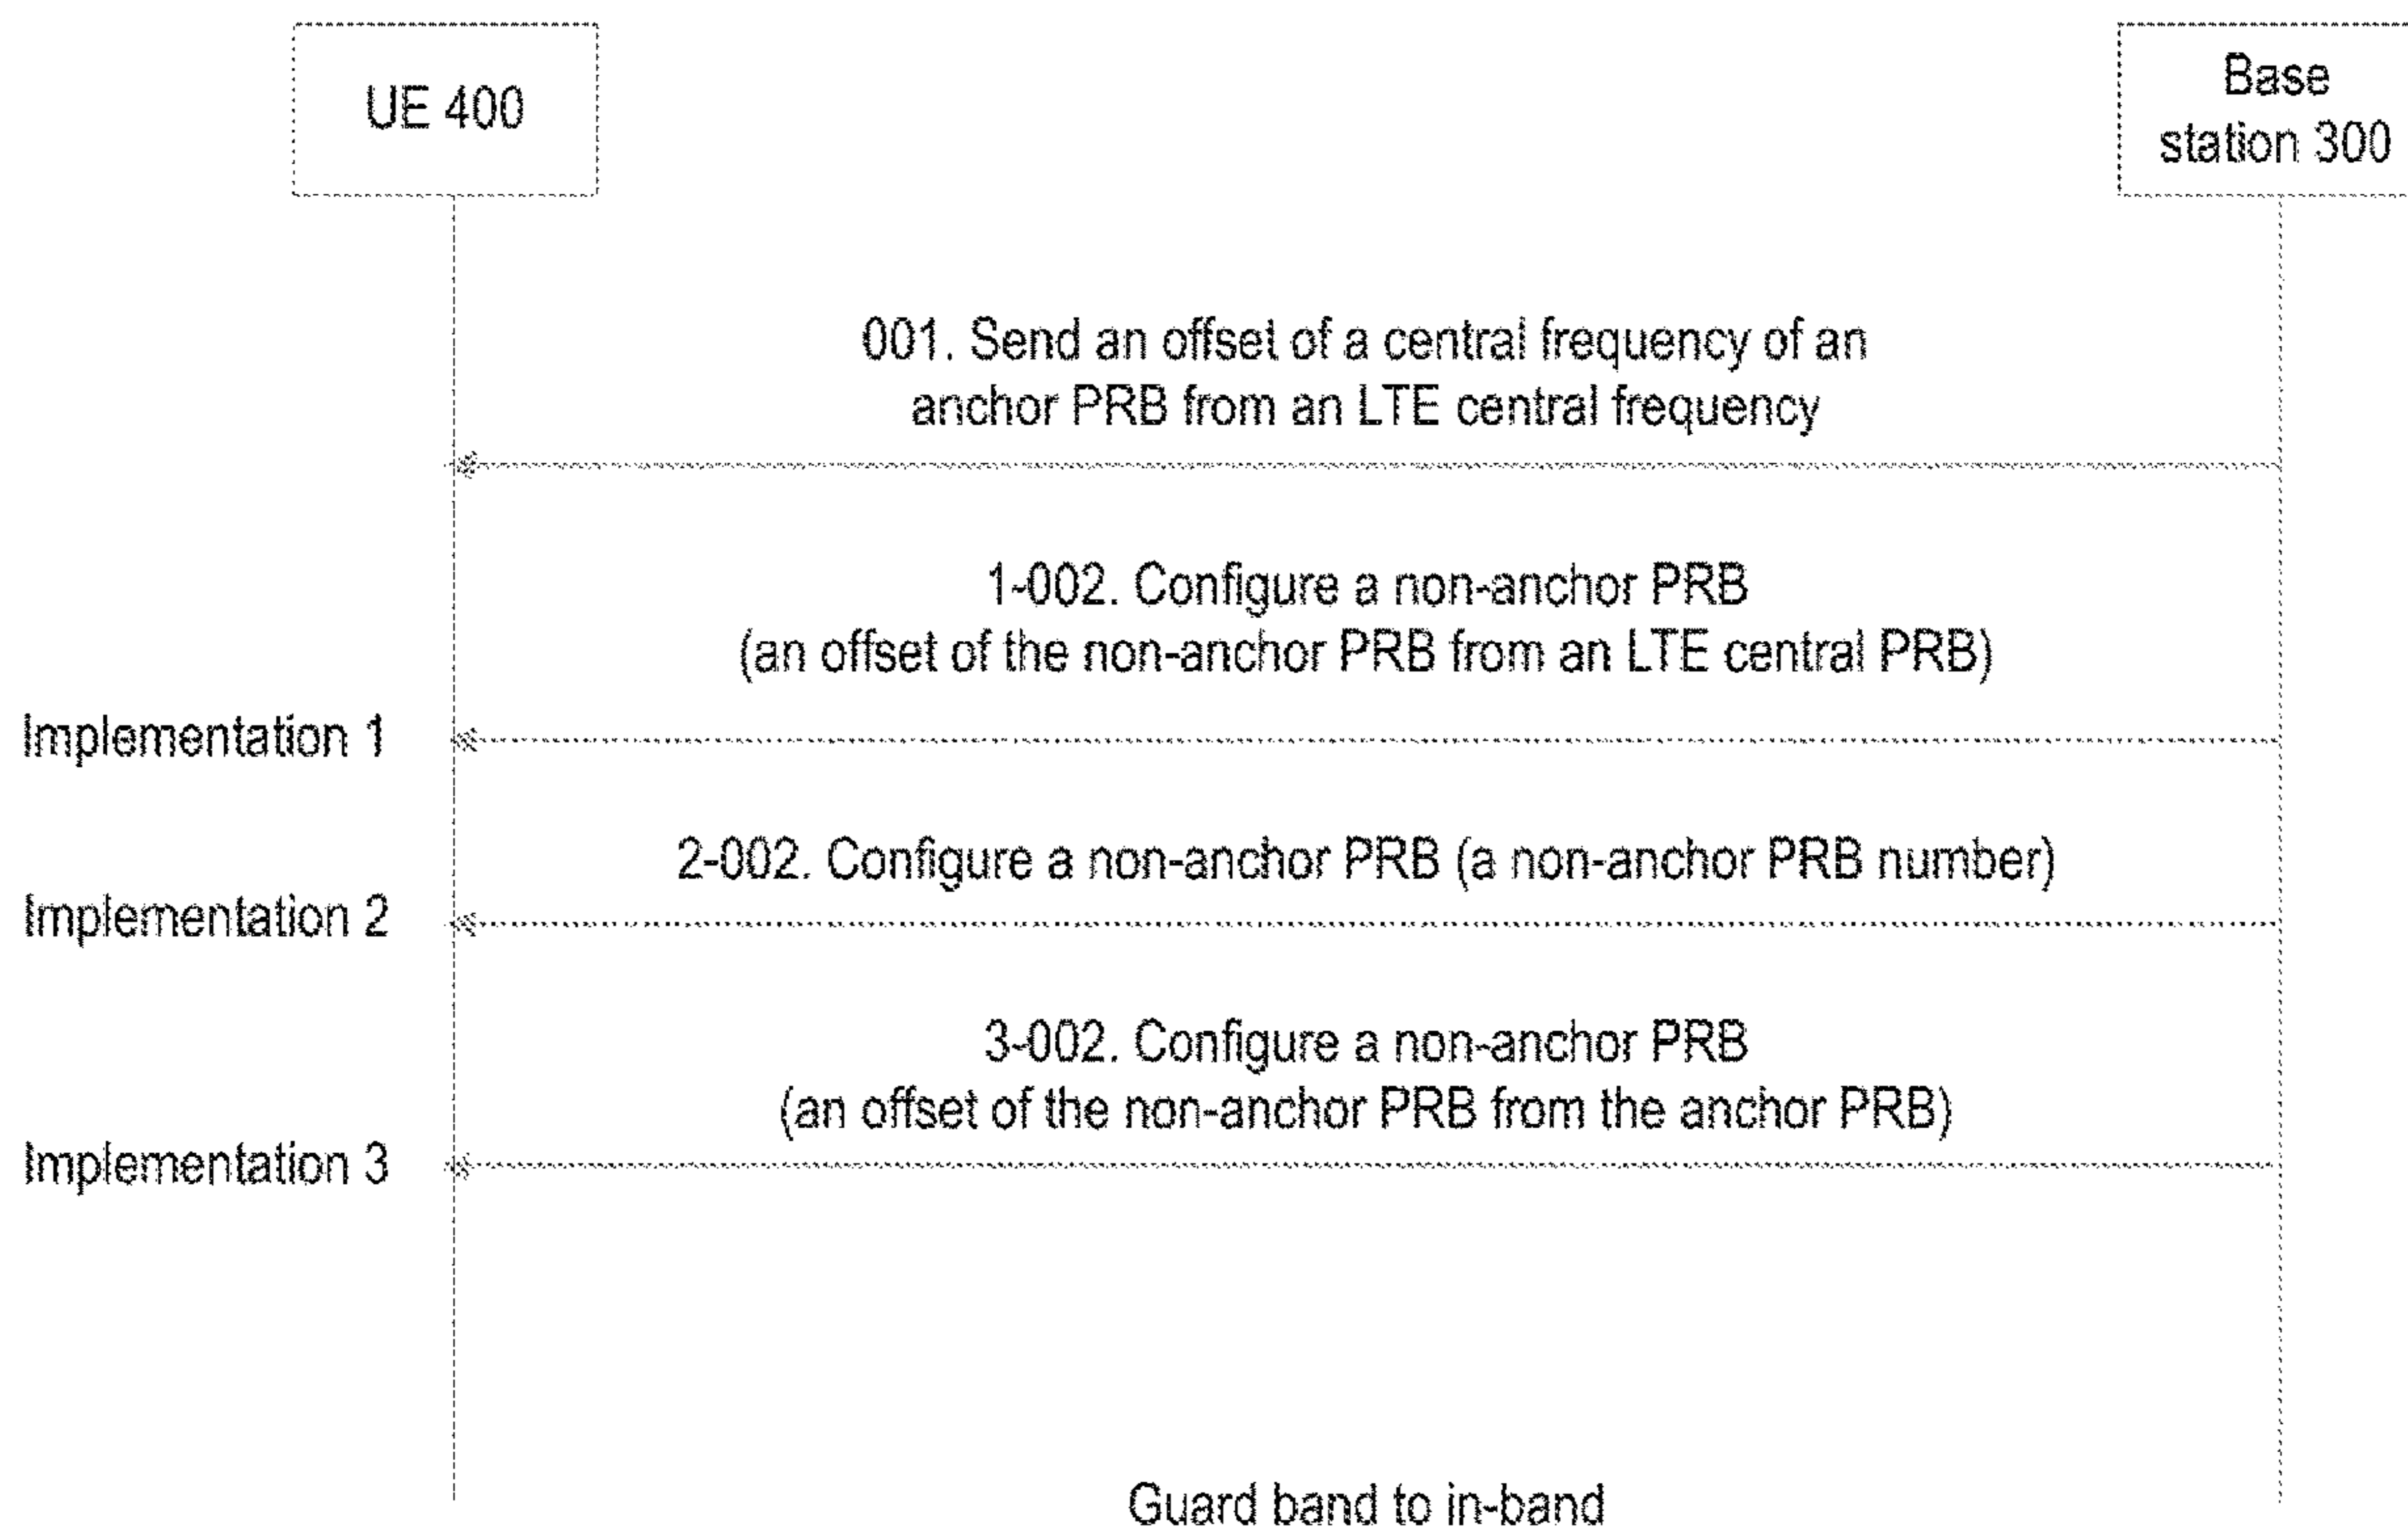 UE 400
Base
station 300
001. Send an offset of a central frequency of an
anchor PRB from an LTE central frequency
1-002. Configure a non-anchor PRB
(an offset of the non-anchor PRB from an LTE central PRB)
Implementation 1
2-002. Configure a non-anchor PRB (a non-anchor PRB number)
Implementation 2
3-002. Configure a non-anchor PRB
(an offset of the non-anchor PRB from the anchor PRB)
Implementation 3
Guard band to in-band